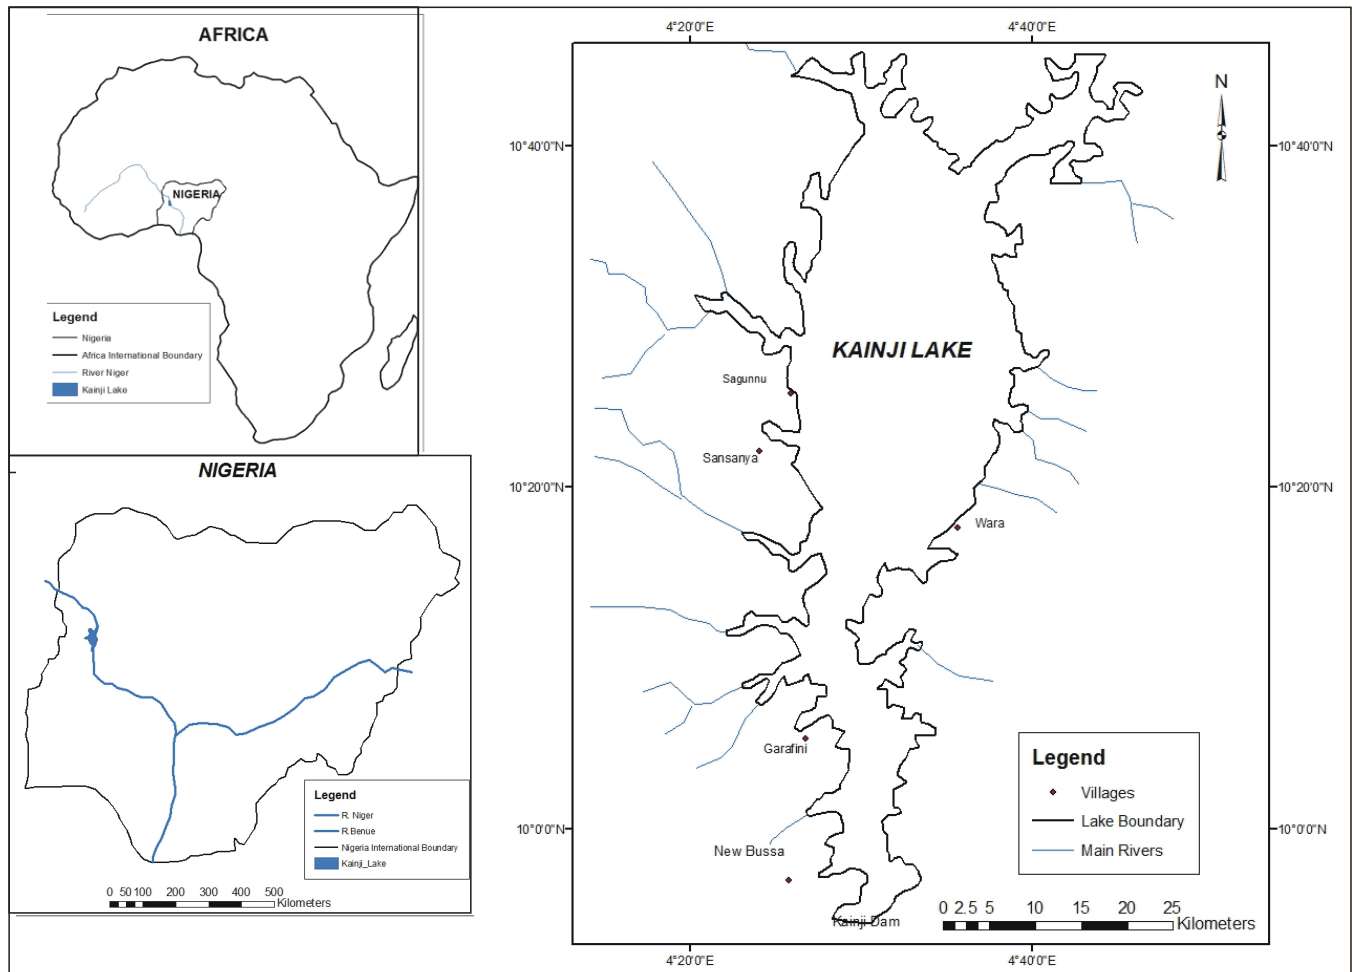 AFRICA
NIGERIA
Legend
Nigeria
Africa International Boundary
River Niger
Kainji Lake
NIGERIA
Legend
R. Niger
R.Benue
Nigeria International Boundary
Kainji_Lake
0 50 100 200 300 400 500
Kilometers
4°20'0"E 4°40'0"E
N
10°40'0"N 10°40'0"N
KAINJI LAKE
Sagunnu
Sansanya
10°20'0"N 10°20'0"N
Wara
Garafini
Legend
Villages
Lake Boundary
Main Rivers
10°0'0"N 10°0'0"N
New Bussa
Kainji Dam
0 2.5 5 10 15 20 25
Kilometers
4°20'0"E 4°40'0"E